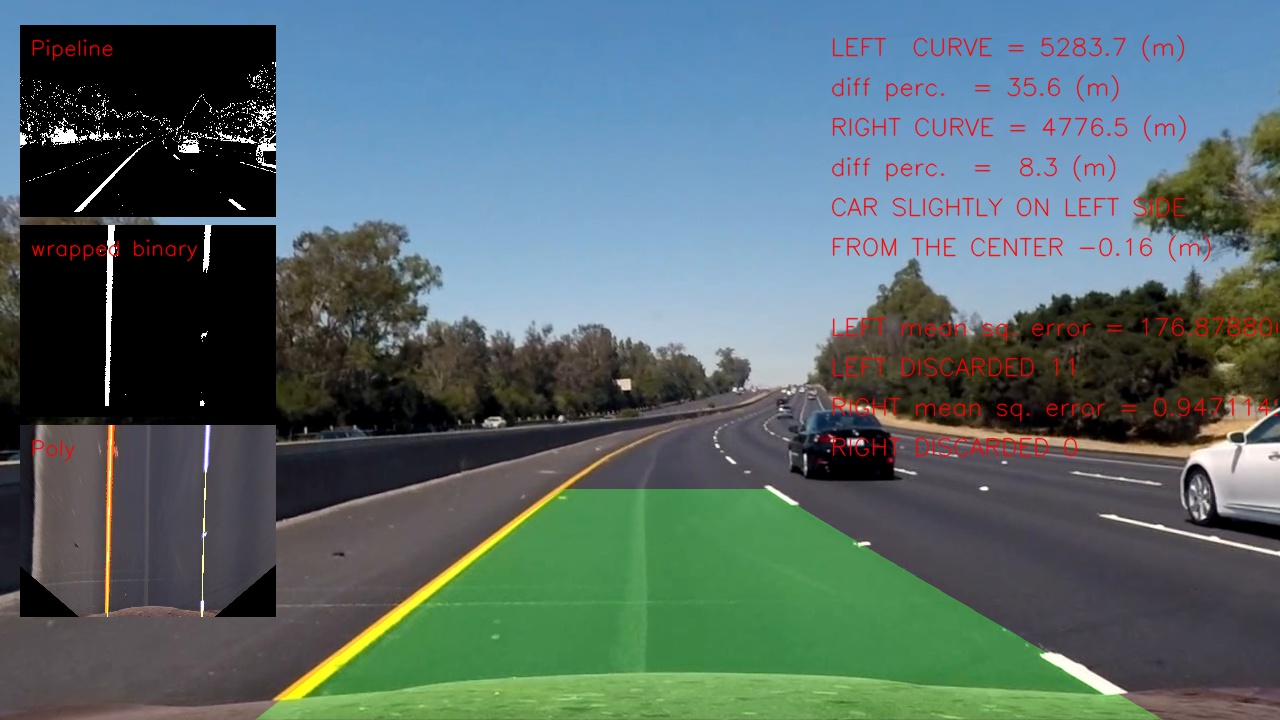 Pipeline
wrapped binary
Poly
LEFT CURVE = 5283.7 (m)
diff perc. = 35.6 (m)
RIGHT CURVE = 4776.5 (m)
diff perc. = 8.3 (m)
CAR SLIGHTLY ON LEFT SIDE
FROM THE CENTER -0.16 (m)
LEFT mean sq. error = 176.87880
LEFT DISCARDED 11
RIGHT mean sq. error = 0.947114
RIGHT DISCARDED 0